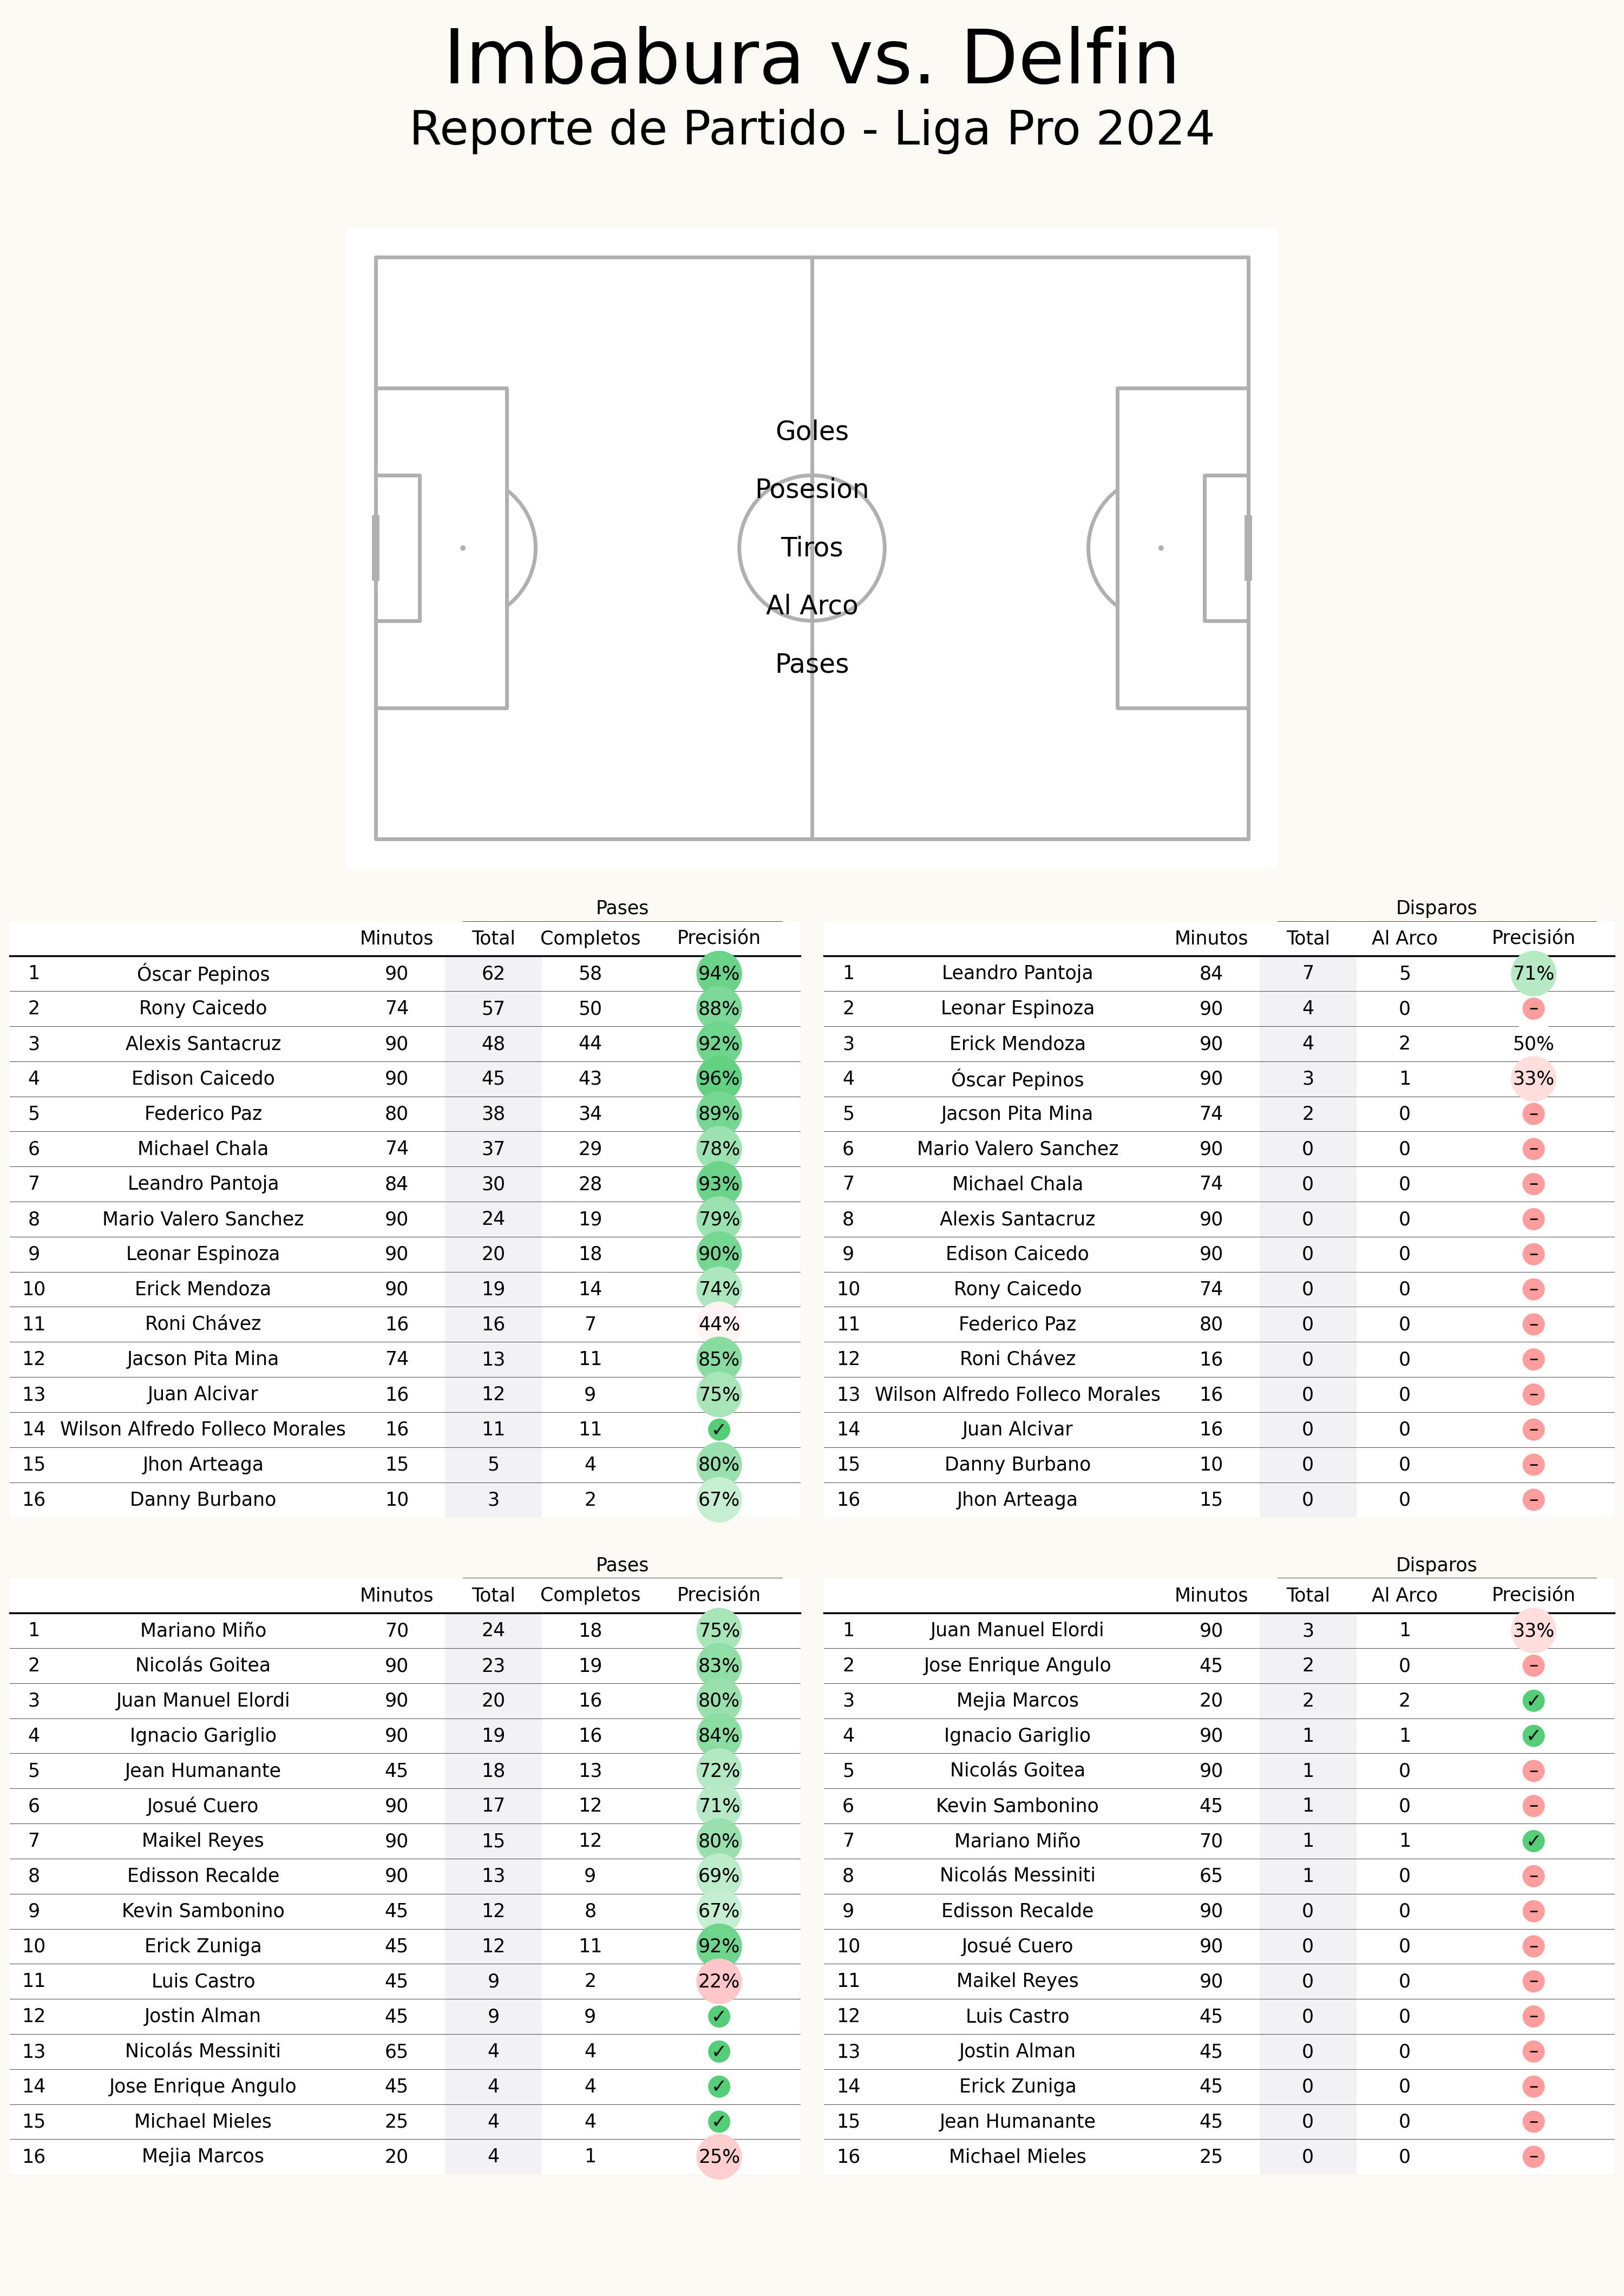 Imbabura vs. Delfin
Reporte de Partido - Liga Pro 2024
Goles
Posesion
Tiros
Al Arco
Pases
Pases
Minutos Total Completos Precisión
1 Óscar Pepinos 90 62 58 94%
2 Rony Caicedo 74 57 50 88%
3 Alexis Santacruz 90 48 44 92%
4 Edison Caicedo 90 45 43 96%
5 Federico Paz 80 38 34 89%
6 Michael Chala 74 37 29 78%
7 Leandro Pantoja 84 30 28 93%
8 Mario Valero Sanchez 90 24 19 79%
9 Leonar Espinoza 90 20 18 90%
10 Erick Mendoza 90 19 14 74%
11 Roni Chávez 16 16 7 44%
12 Jacson Pita Mina 74 13 11 85%
13 Juan Alcivar 16 12 9 75%
14 Wilson Alfredo Folleco Morales 16 11 11 ✓
15 Jhon Arteaga 15 5 4 80%
16 Danny Burbano 10 3 2 67%
Disparos
Minutos Total Al Arco Precisión
1 Leandro Pantoja 84 7 5 71%
2 Leonar Espinoza 90 4 0 –
3 Erick Mendoza 90 4 2 50%
4 Óscar Pepinos 90 3 1 33%
5 Jacson Pita Mina 74 2 0 –
6 Mario Valero Sanchez 90 0 0 –
7 Michael Chala 74 0 0 –
8 Alexis Santacruz 90 0 0 –
9 Edison Caicedo 90 0 0 –
10 Rony Caicedo 74 0 0 –
11 Federico Paz 80 0 0 –
12 Roni Chávez 16 0 0 –
13 Wilson Alfredo Folleco Morales 16 0 0 –
14 Juan Alcivar 16 0 0 –
15 Danny Burbano 10 0 0 –
16 Jhon Arteaga 15 0 0 –
Pases
Minutos Total Completos Precisión
1 Mariano Miño 70 24 18 75%
2 Nicolás Goitea 90 23 19 83%
3 Juan Manuel Elordi 90 20 16 80%
4 Ignacio Gariglio 90 19 16 84%
5 Jean Humanante 45 18 13 72%
6 Josué Cuero 90 17 12 71%
7 Maikel Reyes 90 15 12 80%
8 Edisson Recalde 90 13 9 69%
9 Kevin Sambonino 45 12 8 67%
10 Erick Zuniga 45 12 11 92%
11 Luis Castro 45 9 2 22%
12 Jostin Alman 45 9 9 ✓
13 Nicolás Messiniti 65 4 4 ✓
14 Jose Enrique Angulo 45 4 4 ✓
15 Michael Mieles 25 4 4 ✓
16 Mejia Marcos 20 4 1 25%
Disparos
Minutos Total Al Arco Precisión
1 Juan Manuel Elordi 90 3 1 33%
2 Jose Enrique Angulo 45 2 0 –
3 Mejia Marcos 20 2 2 ✓
4 Ignacio Gariglio 90 1 1 ✓
5 Nicolás Goitea 90 1 0 –
6 Kevin Sambonino 45 1 0 –
7 Mariano Miño 70 1 1 ✓
8 Nicolás Messiniti 65 1 0 –
9 Edisson Recalde 90 0 0 –
10 Josué Cuero 90 0 0 –
11 Maikel Reyes 90 0 0 –
12 Luis Castro 45 0 0 –
13 Jostin Alman 45 0 0 –
14 Erick Zuniga 45 0 0 –
15 Jean Humanante 45 0 0 –
16 Michael Mieles 25 0 0 –